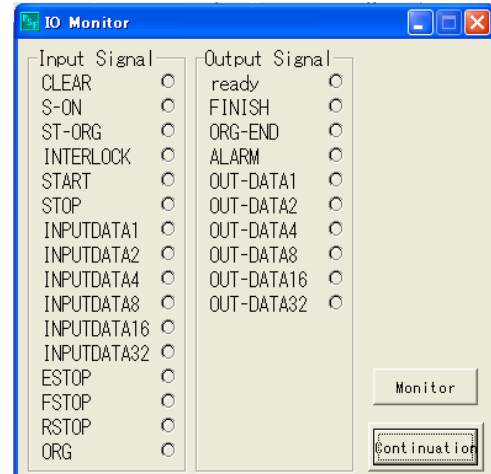 IO Monitor
Input Signal
CLEAR
S-ON
ST-ORG
INTERLOCK
START
STOP
INPUTDATA1
INPUTDATA2
INPUTDATA4
INPUTDATA8
INPUTDATA16
INPUTDATA32
ESTOP
FSTOP
RSTOP
ORG
Output Signal
ready
FINISH
ORG-END
ALARM
OUT-DATA1
OUT-DATA2
OUT-DATA4
OUT-DATA8
OUT-DATA16
OUT-DATA32
Monitor
Continuation